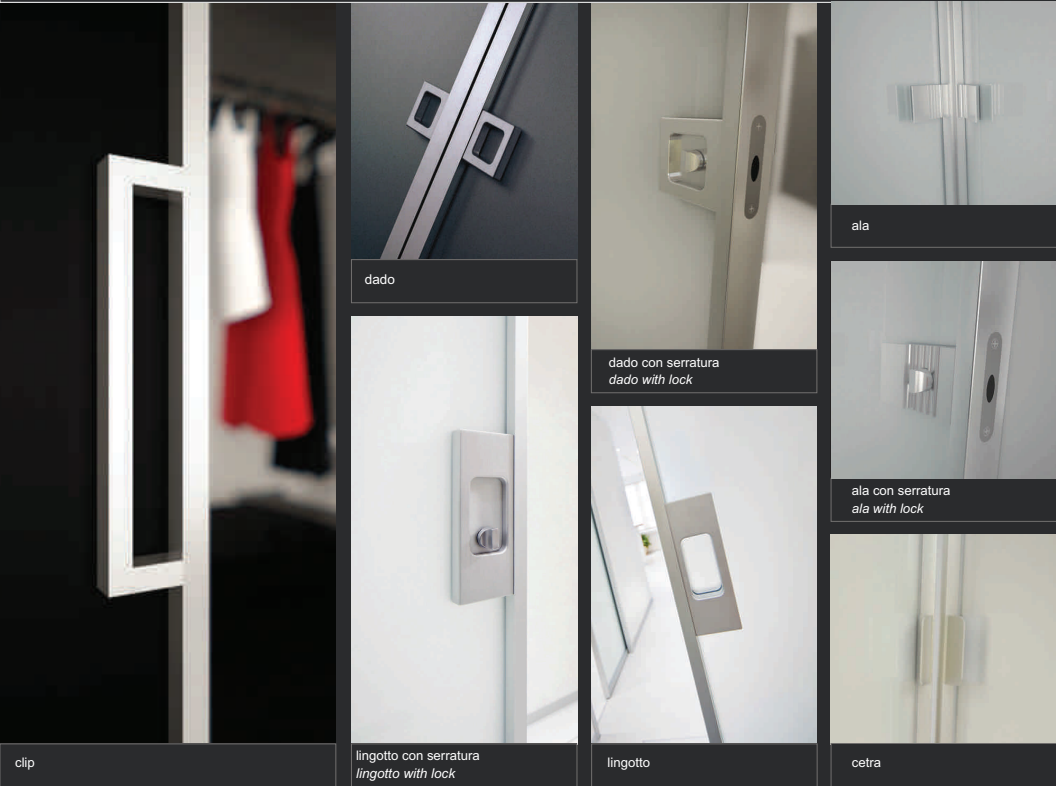 clip
dado
lingotto con serratura
lingotto with lock
dado con serratura
dado with lock
lingotto
ala
ala con serratura
ala with lock
cetra